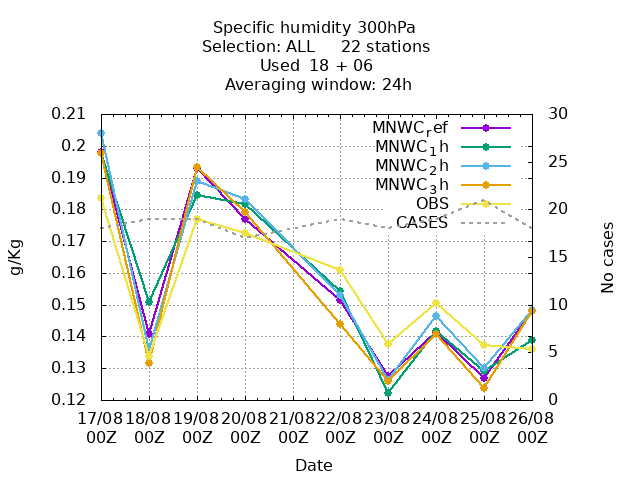 Specific humidity 300hPa
Selection: ALL     22 stations
Used  18 + 06
Averaging window: 24h
0.21
0.2
0.19
0.18
0.17
0.16
0.15
0.14
0.13
0.12
g/Kg
MNWC_ref
MNWC_1h
MNWC_2h
MNWC_3h
OBS
CASES
30
25
20
15
10
5
0
No cases
17/08 18/08 19/08 20/08 21/08 22/08 23/08 24/08 25/08 26/08
00Z 00Z 00Z 00Z 00Z 00Z 00Z 00Z 00Z 00Z
Date